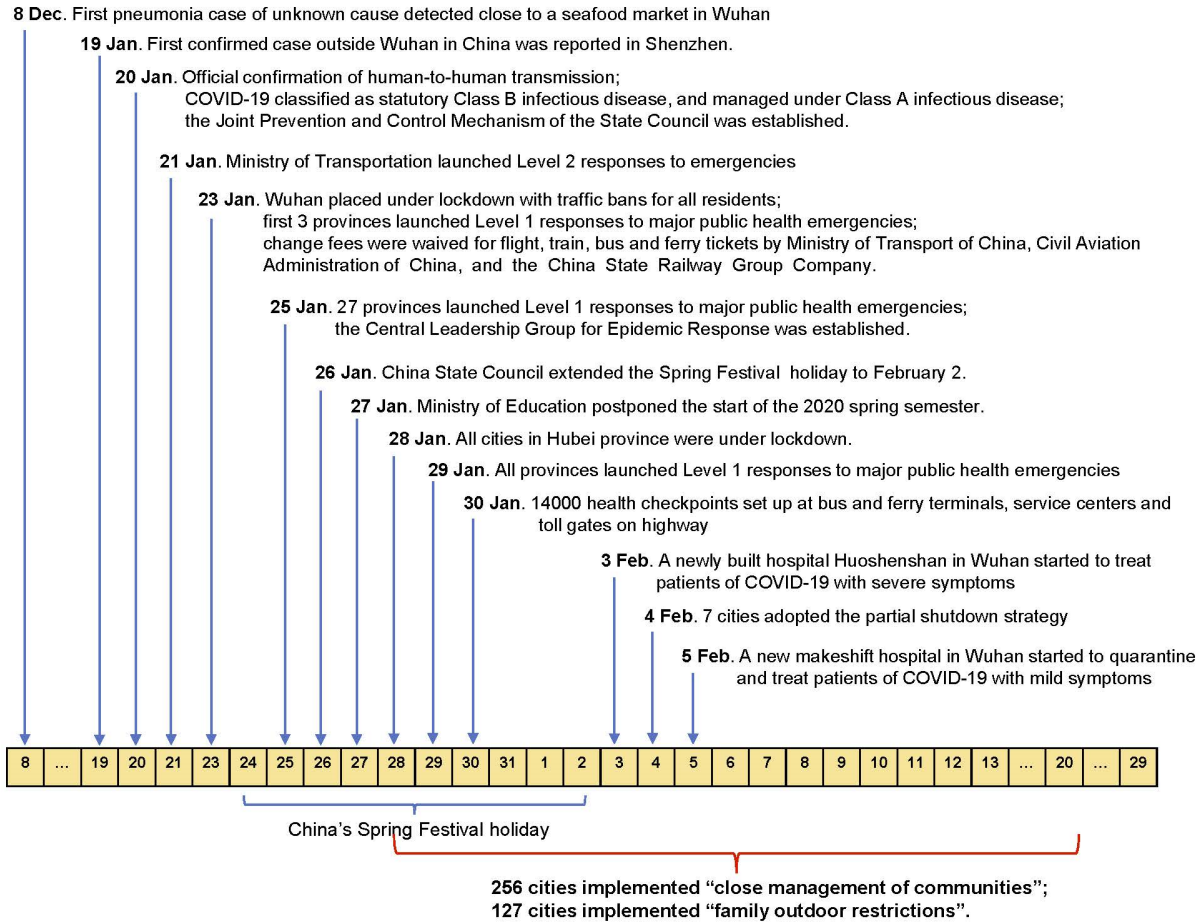 8 Dec. First pneumonia case of unknown cause detected close to a seafood market in Wuhan
19 Jan. First confirmed case outside Wuhan in China was reported in Shenzhen.
20 Jan. Official confirmation of human-to-human transmission;
COVID-19 classified as statutory Class B infectious disease, and managed under Class A infectious disease;
the Joint Prevention and Control Mechanism of the State Council was established.
21 Jan. Ministry of Transportation launched Level 2 responses to emergencies
23 Jan. Wuhan placed under lockdown with traffic bans for all residents;
first 3 provinces launched Level 1 responses to major public health emergencies;
change fees were waived for flight, train, bus and ferry tickets by Ministry of Transport of China, Civil Aviation
Administration of China, and the China State Railway Group Company.
25 Jan. 27 provinces launched Level 1 responses to major public health emergencies;
the Central Leadership Group for Epidemic Response was established.
26 Jan. China State Council extended the Spring Festival holiday to February 2.
27 Jan. Ministry of Education postponed the start of the 2020 spring semester.
28 Jan. All cities in Hubei province were under lockdown.
29 Jan. All provinces launched Level 1 responses to major public health emergencies
30 Jan. 14000 health checkpoints set up at bus and ferry terminals, service centers and
toll gates on highway
3 Feb. A newly built hospital Huoshenshan in Wuhan started to treat
patients of COVID-19 with severe symptoms
4 Feb. 7 cities adopted the partial shutdown strategy
5 Feb. A new makeshift hospital in Wuhan started to quarantine
and treat patients of COVID-19 with mild symptoms
8 ... 19 20 21 23 24 25 26 27 28 29 30 31 1 2 3 4 5 6 7 8 9 10 11 12 13 ... 20 ... 29
China's Spring Festival holiday
256 cities implemented “close management of communities”;
127 cities implemented “family outdoor restrictions”.